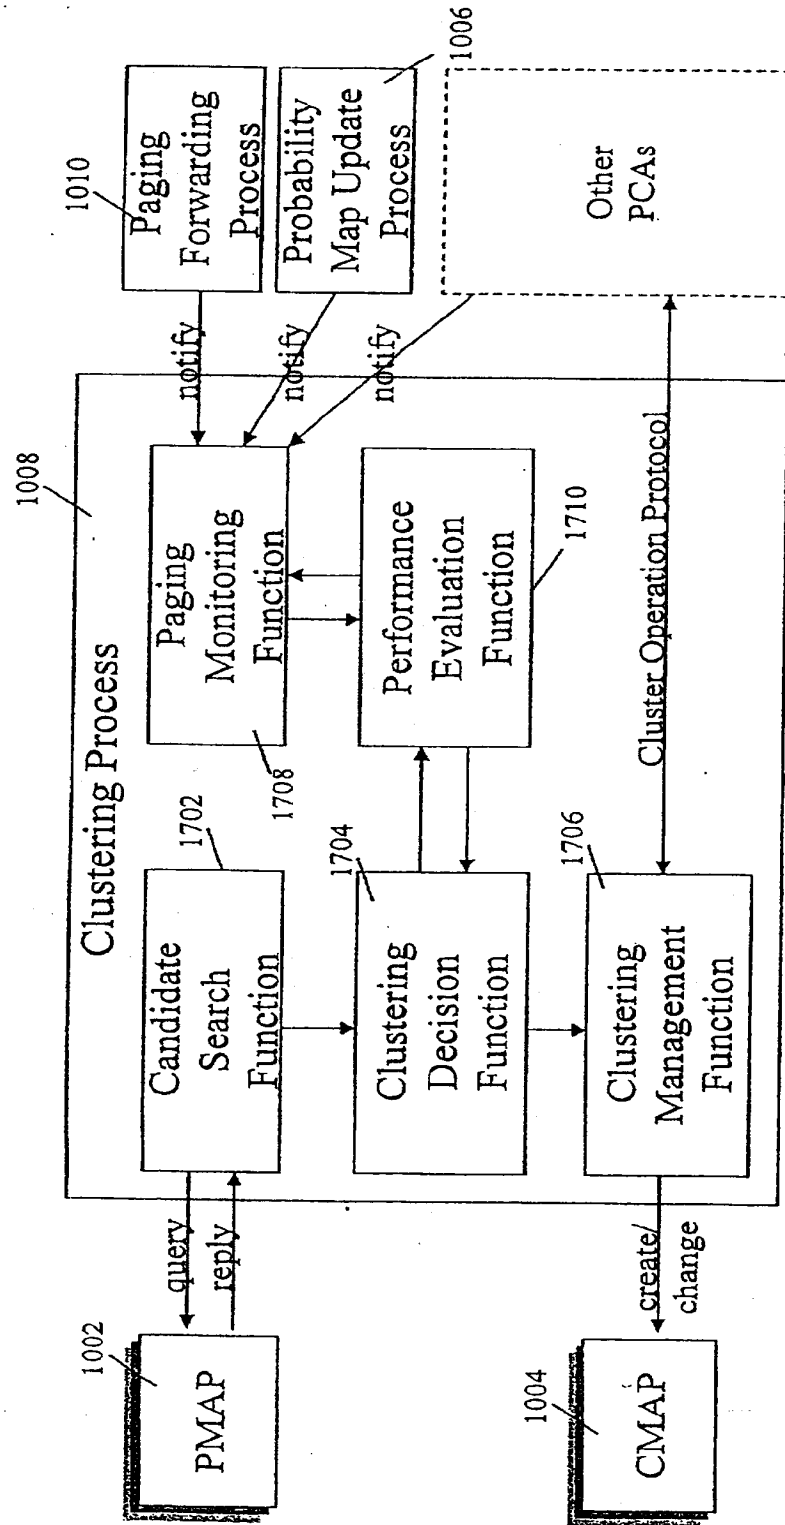 Clustering Process
1008
1002
PMAP
query
reply
Candidate
Search
Function
1702
Paging
Monitoring
Function
1708
notify
notify
notify
1010
Paging
Forwarding
Process
Probability
Map Update
Process
1006
Clustering
Decision
Function
1704
Performance
Evaluation
Function
1710
1004
CMAP
create/
change
Clustering
Management
Function
1706
Cluster Operation Protocol
Other
PCAs